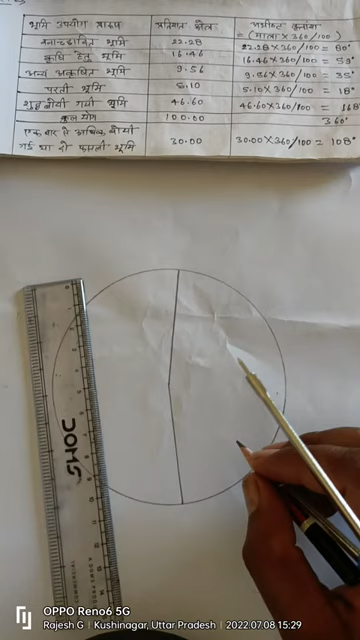 भूमि उपयोग प्रारूप प्रतिशत क्षेत्र
= (मात्रा × 360/100)
वनाच्छादित भूमि 22.28 22.28 × 360/100 = 80°
कृषि हेतु भूमि 16.46 16.46 × 360/100 = 59°
अन्य अकृषित भूमि 9.56 9.56 × 360/100 = 35°
परती भूमि 5.10 5.10 × 360/100 = 18°
शुद्ध बोयी गयी भूमि 46.60 46.60 × 360/100 = 168°
कुल योग 100.00 360°
एक बार से अधिक बोयी
गई या दो फसली भूमि 30.00 30.00 × 360/100 = 108°
DOMS
OPPO Reno6 5G
Rajesh G | Kushinagar, Uttar Pradesh | 2022.07.08 15:29